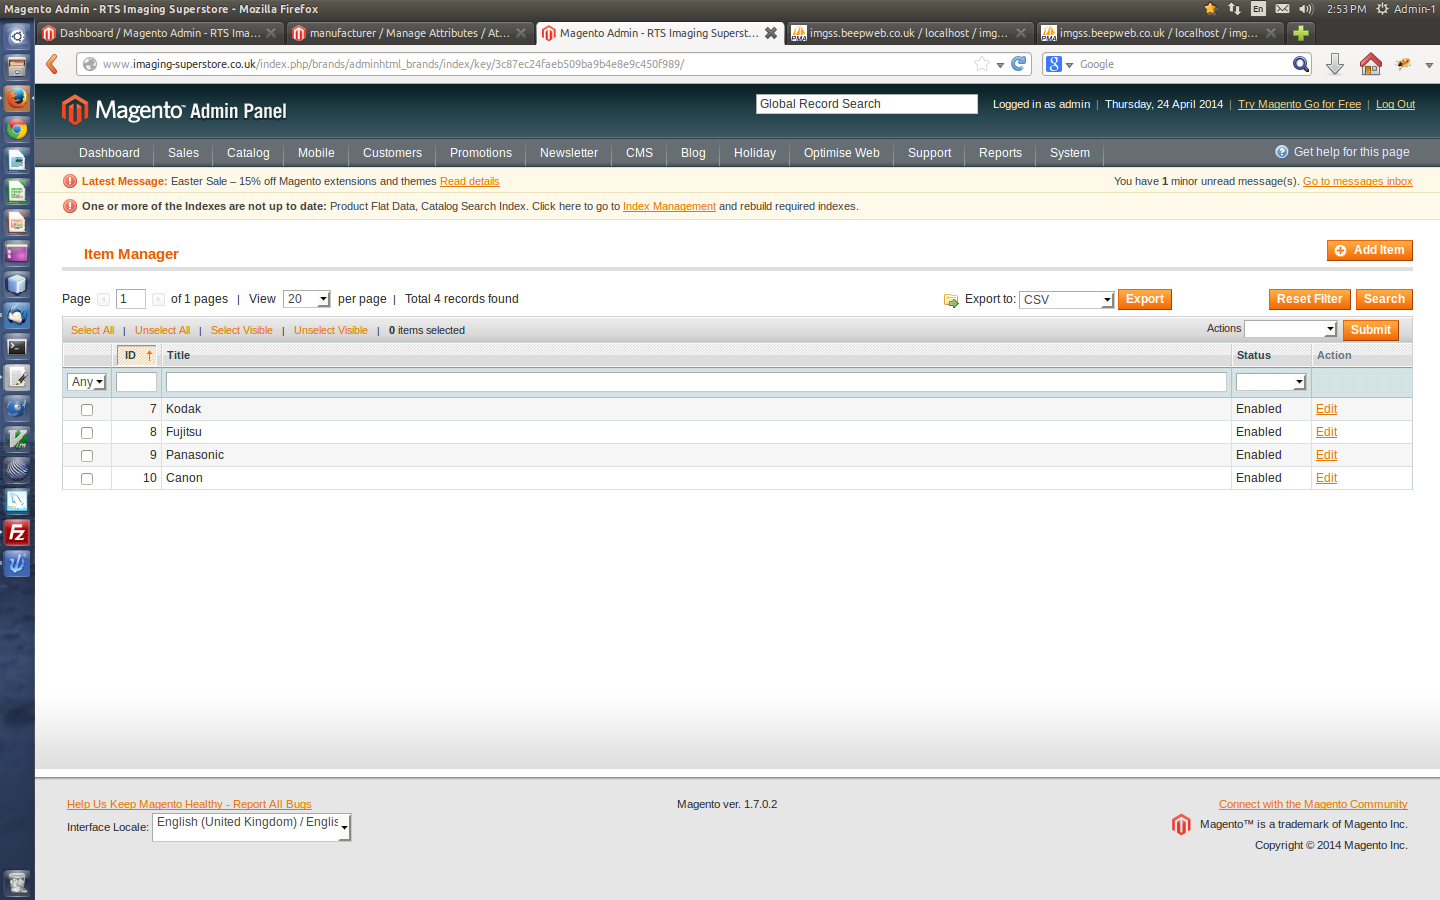 Magento Admin - RTS Imaging Superstore - Mozilla Firefox
En 2:53 PM Admin-1
Dashboard / Magento Admin - RTS Ima...
manufacturer / Manage Attributes / At...
Magento Admin - RTS Imaging Superst...
imgss.beepweb.co.uk / localhost / img...
imgss.beepweb.co.uk / localhost / img...
www.imaging-superstore.co.uk/index.php/brands/adminhtml_brands/index/key/3c87ec24faeb509ba9b4e8e9c450f989/
Google
Magento™ Admin Panel
Global Record Search
Logged in as admin | Thursday, 24 April 2014 | Try Magento Go for Free | Log Out
Dashboard Sales Catalog Mobile Customers Promotions Newsletter CMS Blog Holiday Optimise Web Support Reports System
Get help for this page
Latest Message: Easter Sale – 15% off Magento extensions and themes Read details
You have 1 minor unread message(s). Go to messages inbox
One or more of the Indexes are not up to date: Product Flat Data, Catalog Search Index. Click here to go to Index Management and rebuild required indexes.
Item Manager
Add Item
Page 1 of 1 pages | View 20 per page | Total 4 records found
Export to: CSV Export
Reset Filter Search
Select All | Unselect All | Select Visible | Unselect Visible | 0 items selected
Actions Submit
ID Title Status Action
Any
7 Kodak Enabled Edit
8 Fujitsu Enabled Edit
9 Panasonic Enabled Edit
10 Canon Enabled Edit
Help Us Keep Magento Healthy - Report All Bugs
Interface Locale: English (United Kingdom) / Englis
Magento ver. 1.7.0.2
Connect with the Magento Community
Magento™ is a trademark of Magento Inc.
Copyright © 2014 Magento Inc.